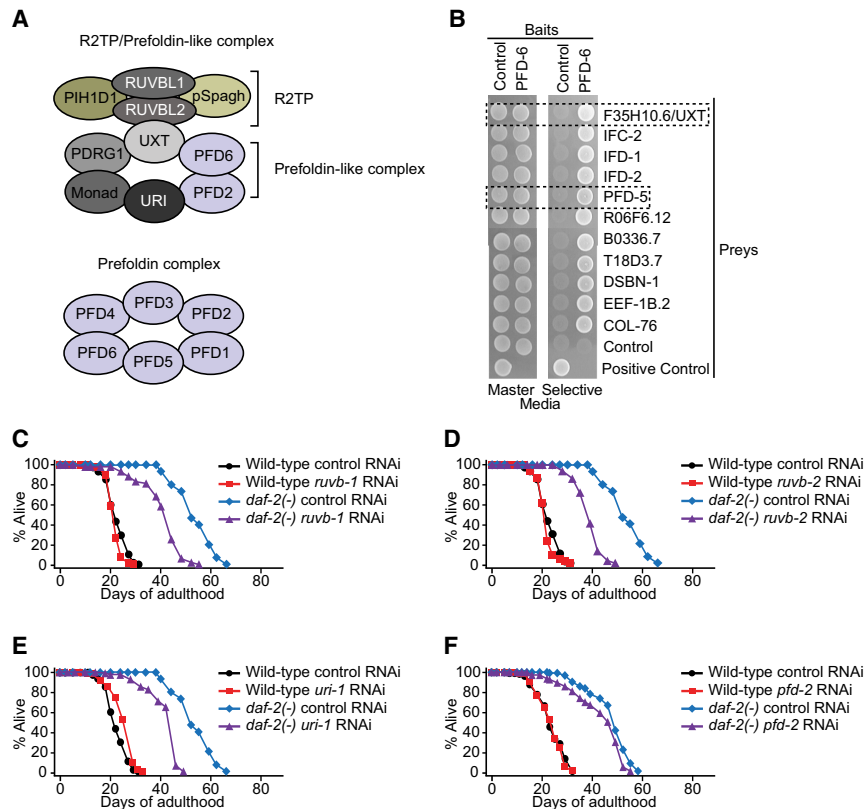 A
R2TP/Prefoldin-like complex
PIH1D1
RUVBL1
RUVBL2
pSpagh
R2TP
UXT
PDRG1
PFD6
Monad
URI
PFD2
Prefoldin-like complex
Prefoldin complex
PFD4
PFD3
PFD2
PFD6
PFD5
PFD1
B
Baits
Control
PFD-6
Control
PFD-6
F35H10.6/UXT
IFC-2
IFD-1
IFD-2
PFD-5
R06F6.12
B0336.7
T18D3.7
DSBN-1
EEF-1B.2
COL-76
Control
Positive Control
Preys
Master Selective
Media
C
% Alive
100
80
60
40
20
0
0 20 40 60 80
Days of adulthood
Wild-type control RNAi
Wild-type ruvb-1 RNAi
daf-2(-) control RNAi
daf-2(-) ruvb-1 RNAi
D
% Alive
100
80
60
40
20
0
0 20 40 60 80
Days of adulthood
Wild-type control RNAi
Wild-type ruvb-2 RNAi
daf-2(-) control RNAi
daf-2(-) ruvb-2 RNAi
E
% Alive
100
80
60
40
20
0
0 20 40 60 80
Days of adulthood
Wild-type control RNAi
Wild-type uri-1 RNAi
daf-2(-) control RNAi
daf-2(-) uri-1 RNAi
F
% Alive
100
80
60
40
20
0
0 20 40 60 80
Days of adulthood
Wild-type control RNAi
Wild-type pfd-2 RNAi
daf-2(-) control RNAi
daf-2(-) pfd-2 RNAi